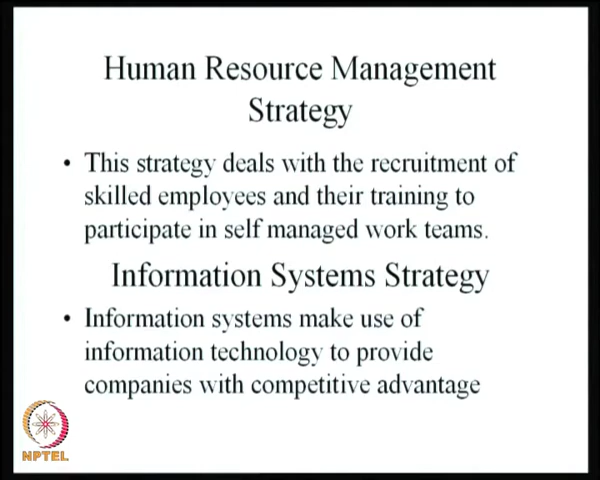 Human Resource Management
Strategy
• This strategy deals with the recruitment of
skilled employees and their training to
participate in self managed work teams.
Information Systems Strategy
• Information systems make use of
information technology to provide
companies with competitive advantage
NPTEL